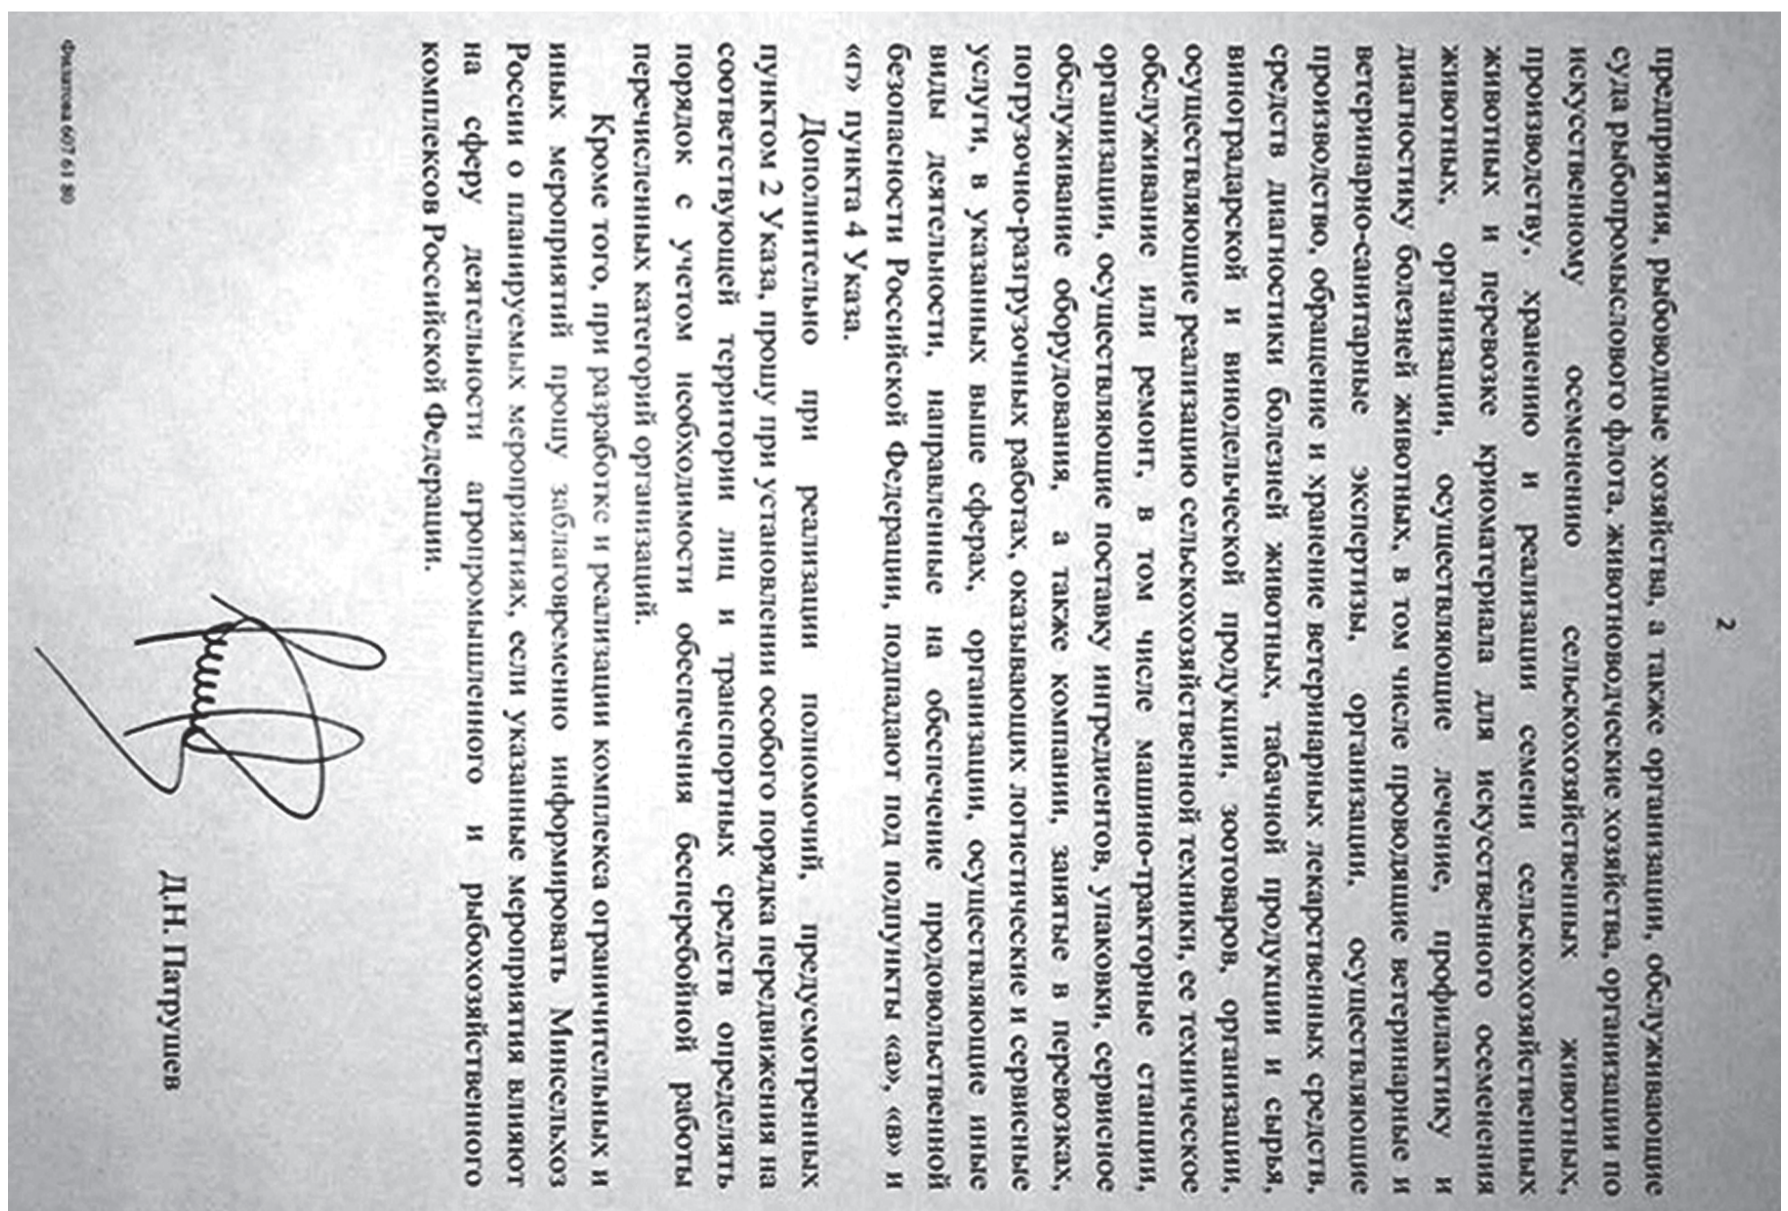 2
предприятия, рыбоводные хозяйства, а также организации, обслуживающие
суда рыбопромыслового флота, животноводческие хозяйства, организации по
искусственному осеменению сельскохозяйственных животных,
производству, хранению и реализации семени сельскохозяйственных
животных и перевозке криоматериала для искусственного осеменения
животных, организации, осуществляющие лечение, профилактику и
диагностику болезней животных, в том числе проводящие ветеринарные и
ветеринарно-санитарные экспертизы, организации, осуществляющие
производство, обращение и хранение ветеринарных лекарственных средств,
средств диагностики болезней животных, табачной продукции и сырья,
виноградарской и винодельческой продукции, зоотоваров, организации,
осуществляющие реализацию сельскохозяйственной техники, ее техническое
обслуживание или ремонт, в том числе машино-тракторные станции,
организации, осуществляющие поставку ингредиентов, упаковки, сервисное
обслуживание оборудования, а также компании, занятые в перевозках,
погрузочно-разгрузочных работах, оказывающих логистические и сервисные
услуги, в указанных выше сферах, организации, осуществляющие иные
виды деятельности, направленные на обеспечение продовольственной
безопасности Российской Федерации, подпадают под подпункты «а», «в» и
«г» пункта 4 Указа.
Дополнительно при реализации полномочий, предусмотренных
пунктом 2 Указа, прошу при установлении особого порядка передвижения на
соответствующей территории лиц и транспортных средств определять
порядок с учетом необходимости обеспечения бесперебойной работы
перечисленных категорий организаций.
Кроме того, при разработке и реализации комплекса ограничительных и
иных мероприятий прошу заблаговременно информировать Минсельхоз
России о планируемых мероприятиях, если указанные мероприятия влияют
на сферу деятельности агропромышленного и рыбохозяйственного
комплексов Российской Федерации.
Д.Н. Патрушев
Филатова 607 61 80